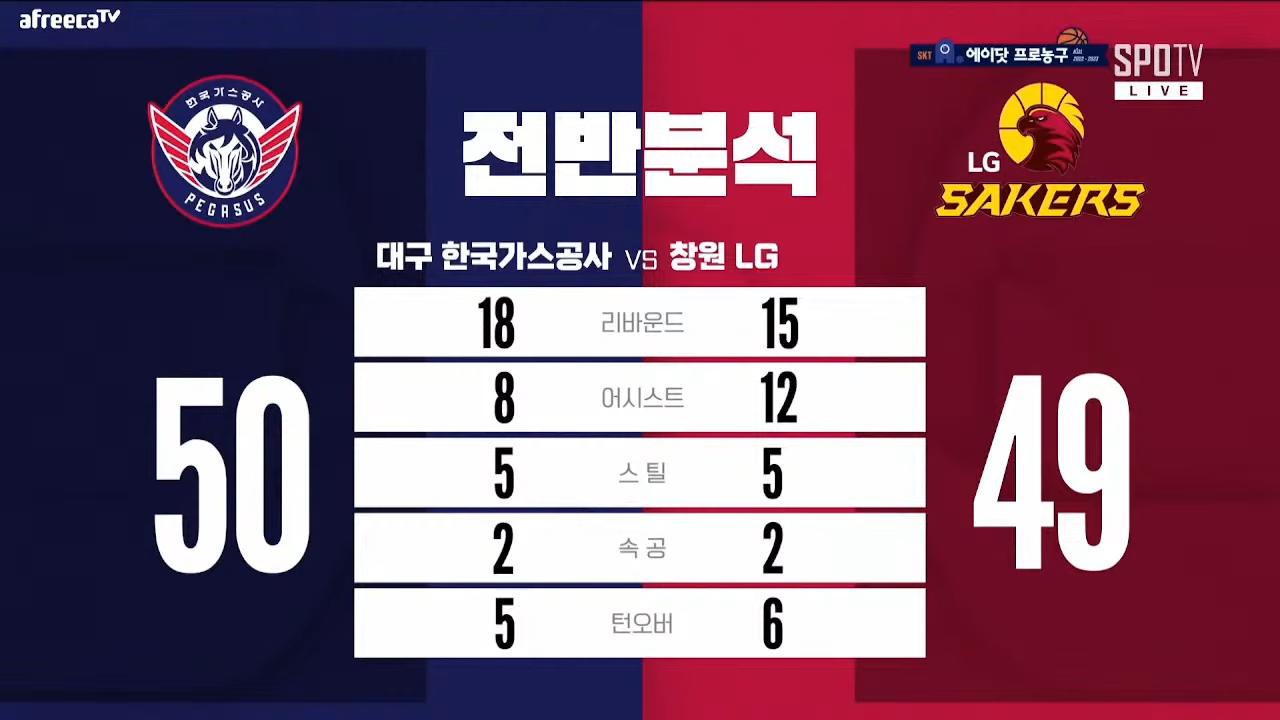 afreecaTV
SKT A. 에이닷 프로농구 KBL 2022-2023
SPOTV
LIVE
한국가스공사
PEGASUS
전반분석
LG
SAKERS
대구 한국가스공사 VS 창원 LG
18 리바운드 15
8 어시스트 12
5 스틸 5
2 속공 2
5 턴오버 6
50
49